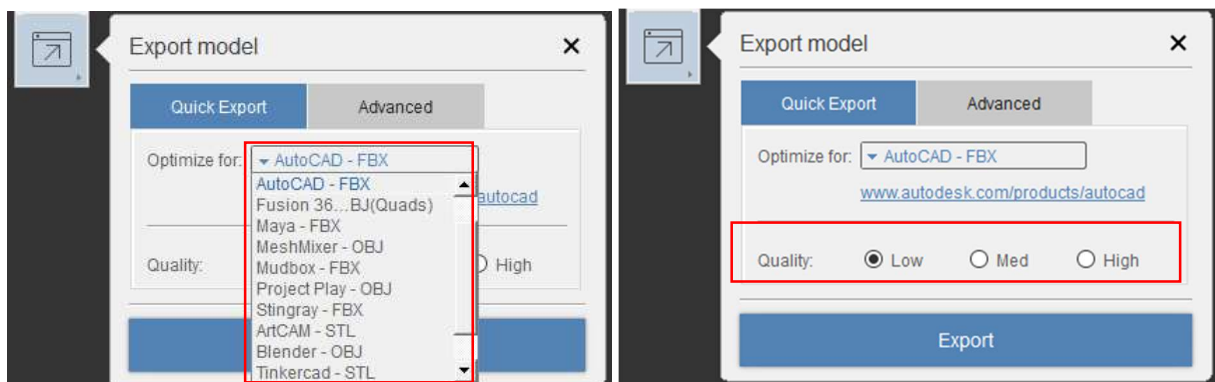 Export model
Quick Export Advanced
Optimize for: AutoCAD - FBX
AutoCAD - FBX
Fusion 36...BJ(Quads)
autocad
Maya - FBX
MeshMixer - OBJ
Quality:
Mudbox - FBX
High
Project Play - OBJ
Stingray - FBX
ArtCAM - STL
Blender - OBJ
Tinkercad - STL
Export model
Quick Export Advanced
Optimize for: AutoCAD - FBX
www.autodesk.com/products/autocad
Quality: Low Med High
Export